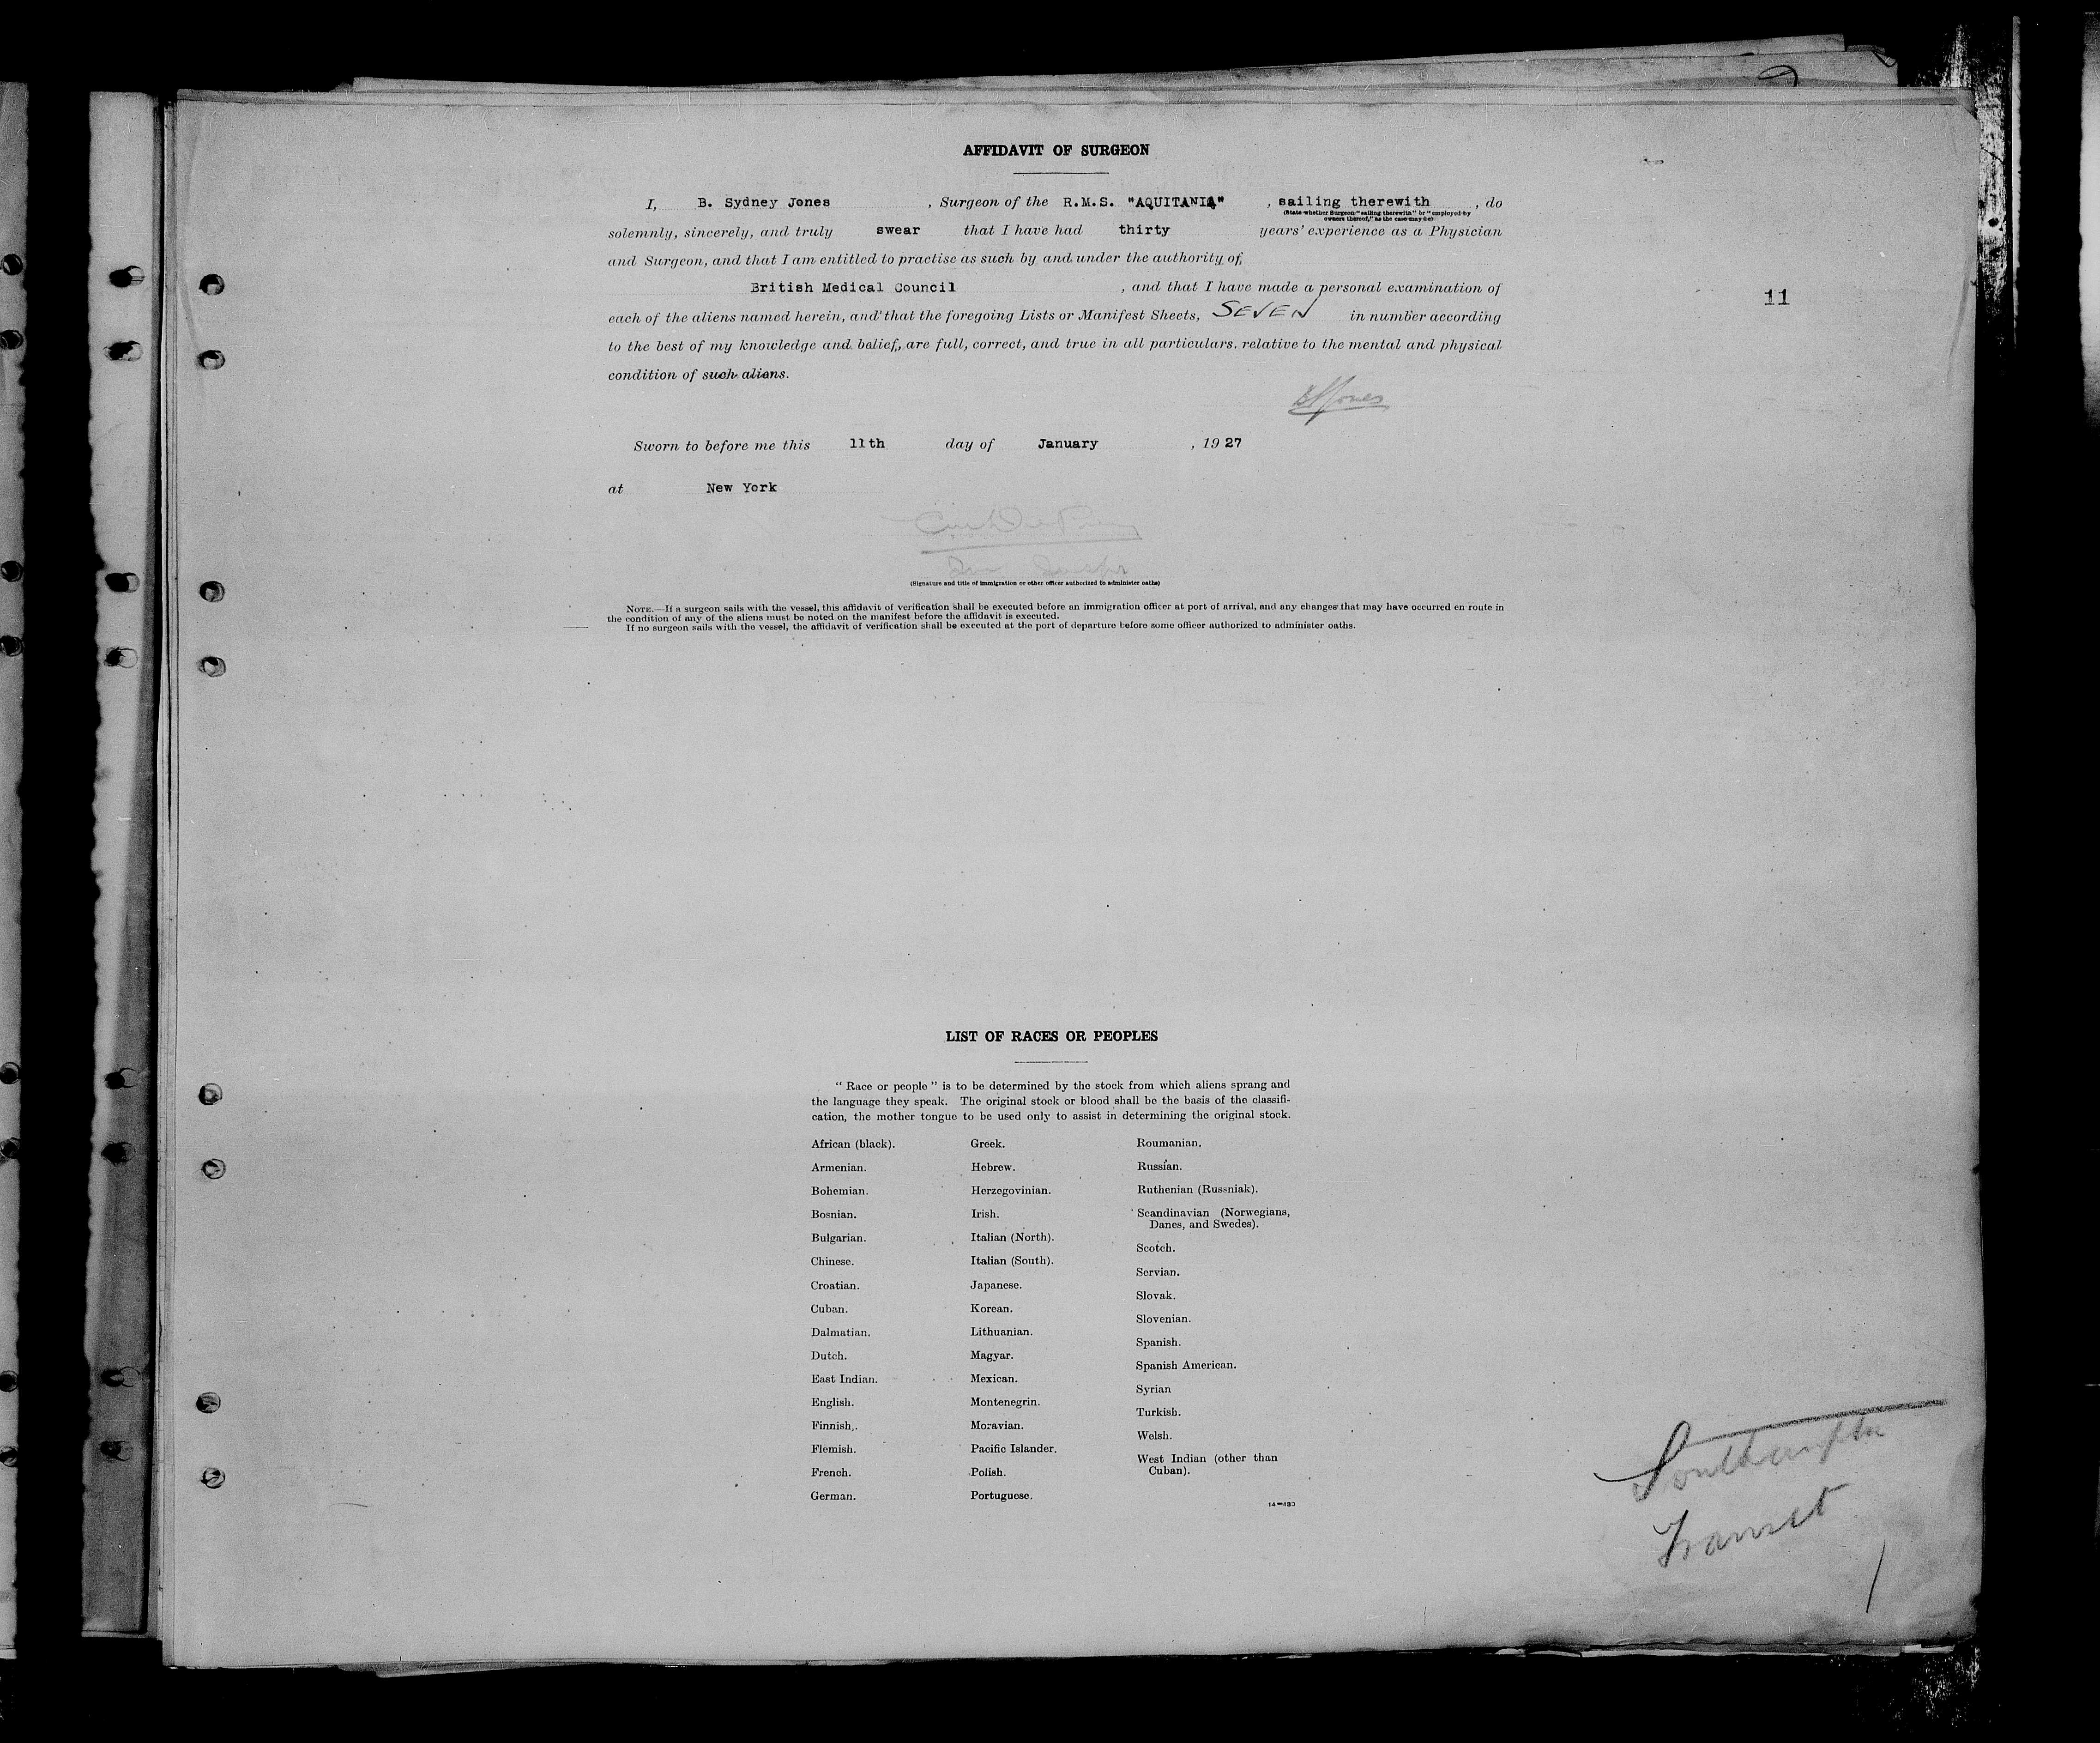 AFFIDAVIT OF SURGEON
I, B. Sydney Jones , Surgeon of the R.M.S. "AQUITANIA" , sailing therewith , do
(State whether Surgeon "sailing therewith" or "employed by
owners thereof," as the case may be)
solemnly, sincerely, and truly swear that I have had thirty years' experience as a Physician
and Surgeon, and that I am entitled to practise as such by and under the authority of,
British Medical Council , and that I have made a personal examination of
11
each of the aliens named herein, and that the foregoing Lists or Manifest Sheets, SEVEN in number according
to the best of my knowledge and belief, are full, correct, and true in all particulars, relative to the mental and physical
condition of such aliens.
BSJones
Sworn to before me this 11th day of January , 1927
at New York
(Signature and title of immigration or other officer authorized to administer oaths)
NOTE.—If a surgeon sails with the vessel, this affidavit of verification shall be executed before an immigration officer at port of arrival, and any changes that may have occurred en route in
the condition of any of the aliens must be noted on the manifest before the affidavit is executed.
If no surgeon sails with the vessel, the affidavit of verification shall be executed at the port of departure before some officer authorized to administer oaths.
LIST OF RACES OR PEOPLES
"Race or people" is to be determined by the stock from which aliens sprang and
the language they speak. The original stock or blood shall be the basis of the classifi-
cation, the mother tongue to be used only to assist in determining the original stock.
African (black).
Armenian.
Bohemian.
Bosnian.
Bulgarian.
Chinese.
Croatian.
Cuban.
Dalmatian.
Dutch.
East Indian.
English.
Finnish.
Flemish.
French.
German.
Greek.
Hebrew.
Herzegovinian.
Irish.
Italian (North).
Italian (South).
Japanese.
Korean.
Lithuanian.
Magyar.
Mexican.
Montenegrin.
Moravian.
Pacific Islander.
Polish.
Portuguese.
Roumanian.
Russian.
Ruthenian (Russniak).
Scandinavian (Norwegians,
Danes, and Swedes).
Scotch.
Servian.
Slovak.
Slovenian.
Spanish.
Spanish American.
Syrian
Turkish.
Welsh.
West Indian (other than
Cuban).
14—430
Southampton
Transit